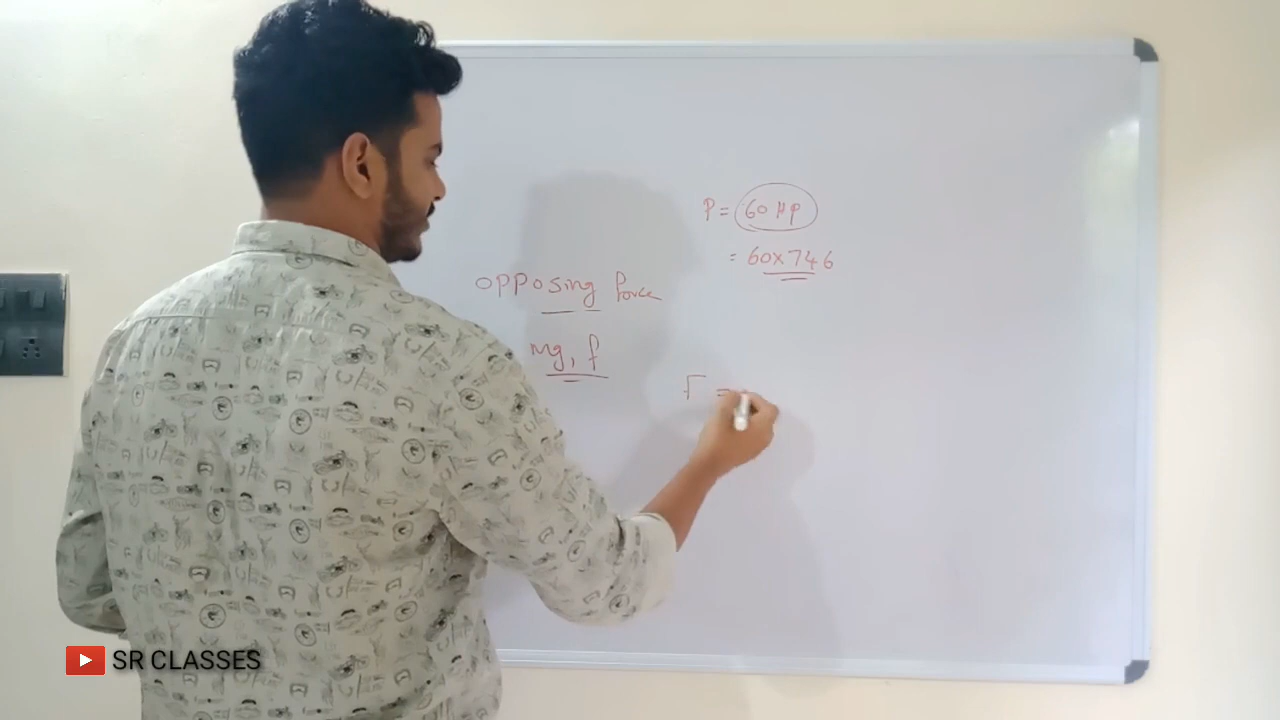 P = 60 Hp
= 60x746
opposing force
mg, f
F =
SR CLASSES